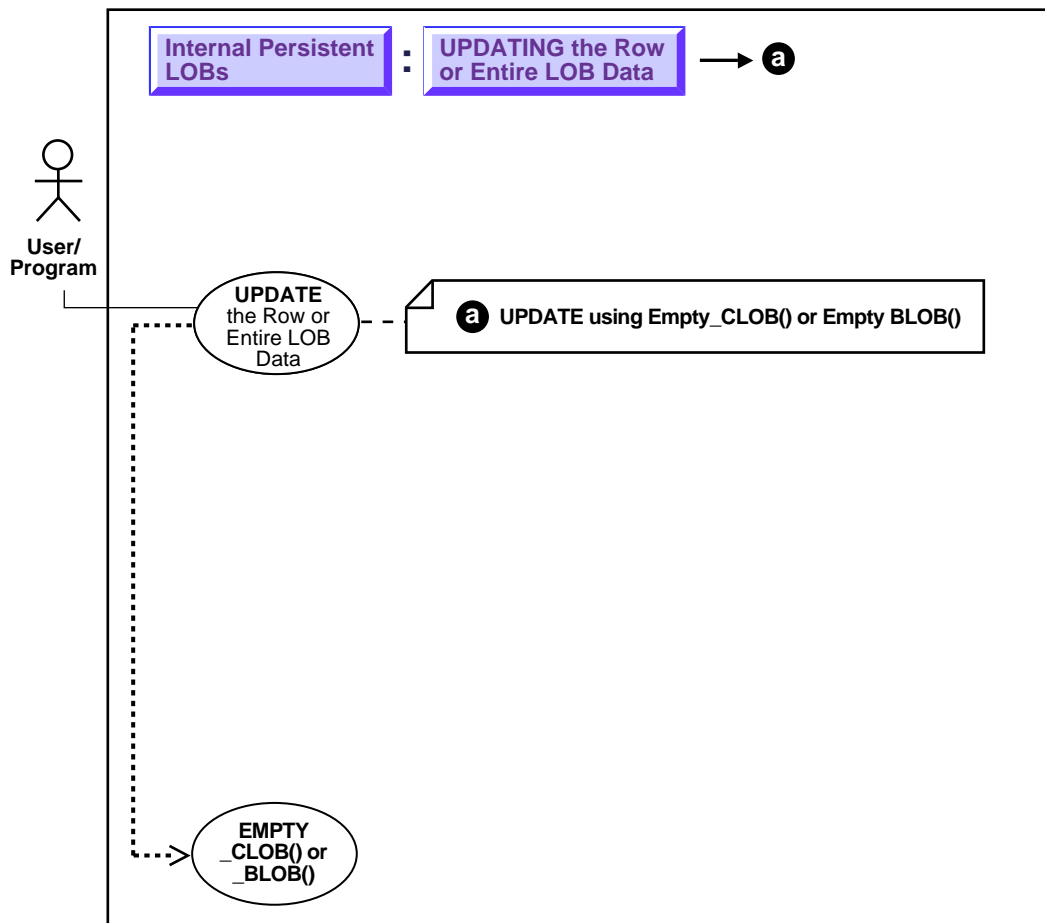 Internal Persistent
LOBs
:
UPDATING the Row
or Entire LOB Data
a
User/
Program
UPDATE
the Row or
Entire LOB
Data
a UPDATE using Empty_CLOB() or Empty BLOB()
EMPTY
_CLOB() or
_BLOB()